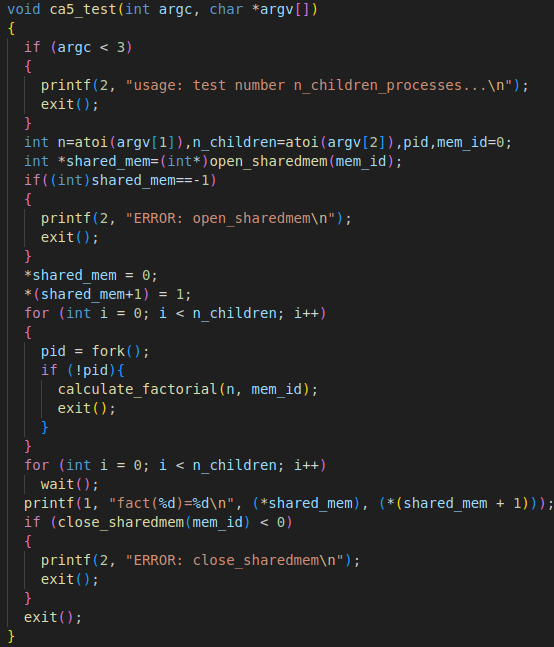 void ca5_test(int argc, char *argv[])
{
  if (argc < 3)
  {
    printf(2, "usage: test number n_children_processes...\n");
    exit();
  }
  int n=atoi(argv[1]),n_children=atoi(argv[2]),pid,mem_id=0;
  int *shared_mem=(int*)open_sharedmem(mem_id);
  if((int)shared_mem==-1)
  {
    printf(2, "ERROR: open_sharedmem\n");
    exit();
  }
  *shared_mem = 0;
  *(shared_mem+1) = 1;
  for (int i = 0; i < n_children; i++)
  {
    pid = fork();
    if (!pid){
      calculate_factorial(n, mem_id);
      exit();
    }
  }
  for (int i = 0; i < n_children; i++)
    wait();
  printf(1, "fact(%d)=%d\n", (*shared_mem), (*(shared_mem + 1)));
  if (close_sharedmem(mem_id) < 0)
  {
    printf(2, "ERROR: close_sharedmem\n");
    exit();
  }
  exit();
}